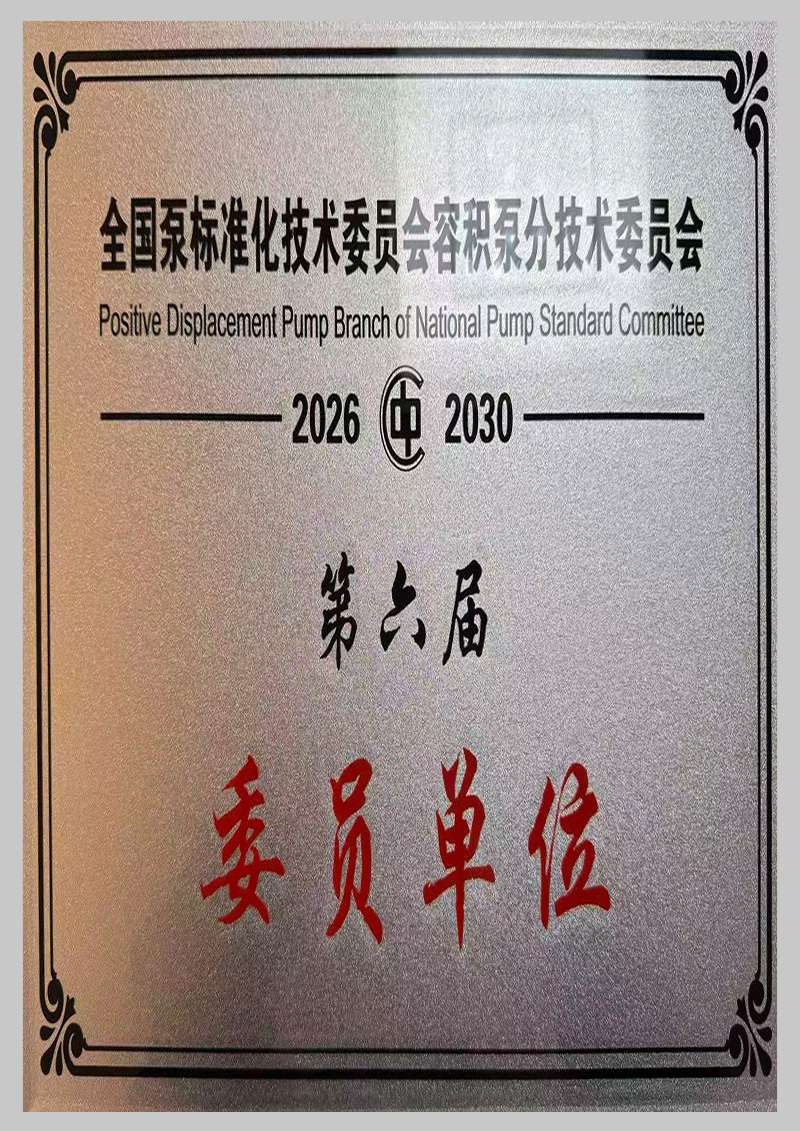 全国泵标准化技术委员会容积泵分技术委员会
Positive Displacement Pump Branch of National Pump Standard Committee
2026 中 2030
第六届
委员单位